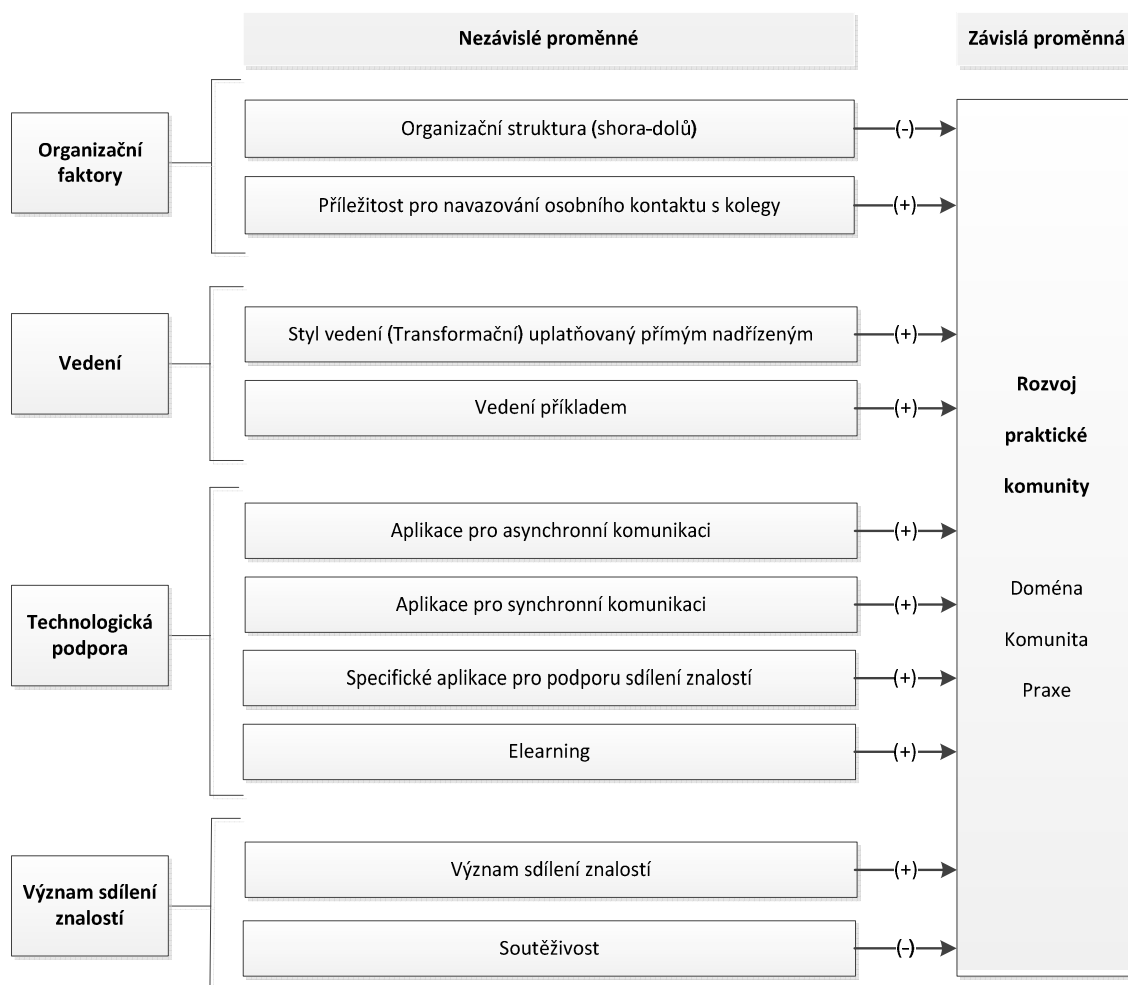 Nezávislé proměnné
Závislá proměnná
Organizační
faktory
Organizační struktura (shora-dolů)
(-)
Příležitost pro navazování osobního kontaktu s kolegy
(+)
Vedení
Styl vedení (Transformační) uplatňovaný přímým nadřízeným
(+)
Vedení příkladem
(+)
Technologická
podpora
Aplikace pro asynchronní komunikaci
(+)
Aplikace pro synchronní komunikaci
(+)
Specifické aplikace pro podporu sdílení znalostí
(+)
Elearning
(+)
Význam sdílení
znalostí
Význam sdílení znalostí
(+)
Soutěživost
(-)
Rozvoj
praktické
komunity
Doména
Komunita
Praxe